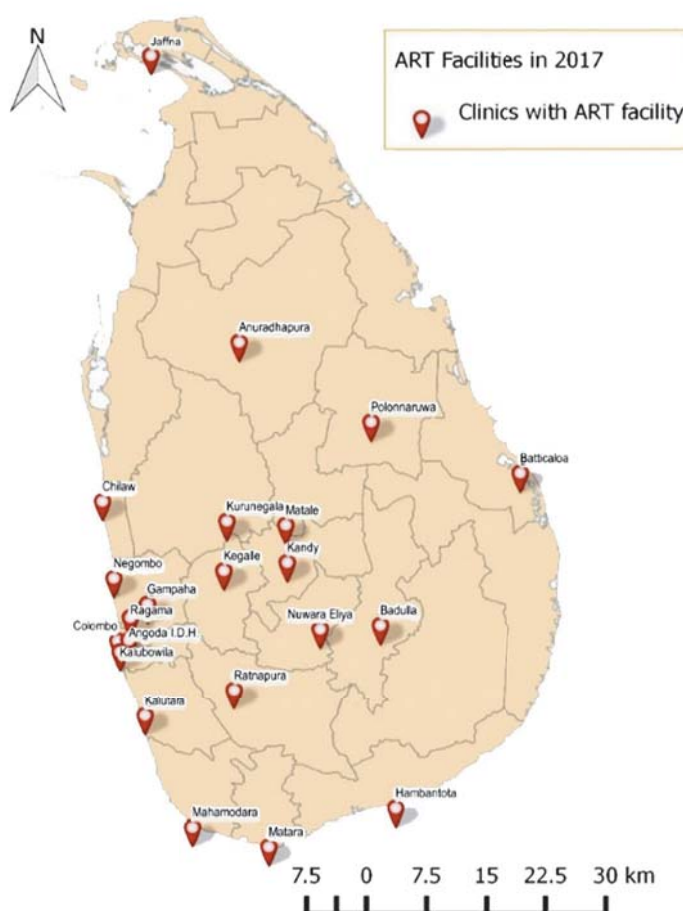 N
Jaffna
ART Facilities in 2017
Clinics with ART facility
Anuradhapura
Polonnaruwa
Batticaloa
Chilaw
Kurunegala
Matale
Kegalle
Kandy
Negombo
Gampaha
Ragama
Colombo
Angoda I.D.H.
Kalubowila
Nuwara Eliya
Badulla
Ratnapura
Kalutara
Hambantota
Mahamodara
Matara
7.5 0 7.5 15 22.5 30 km